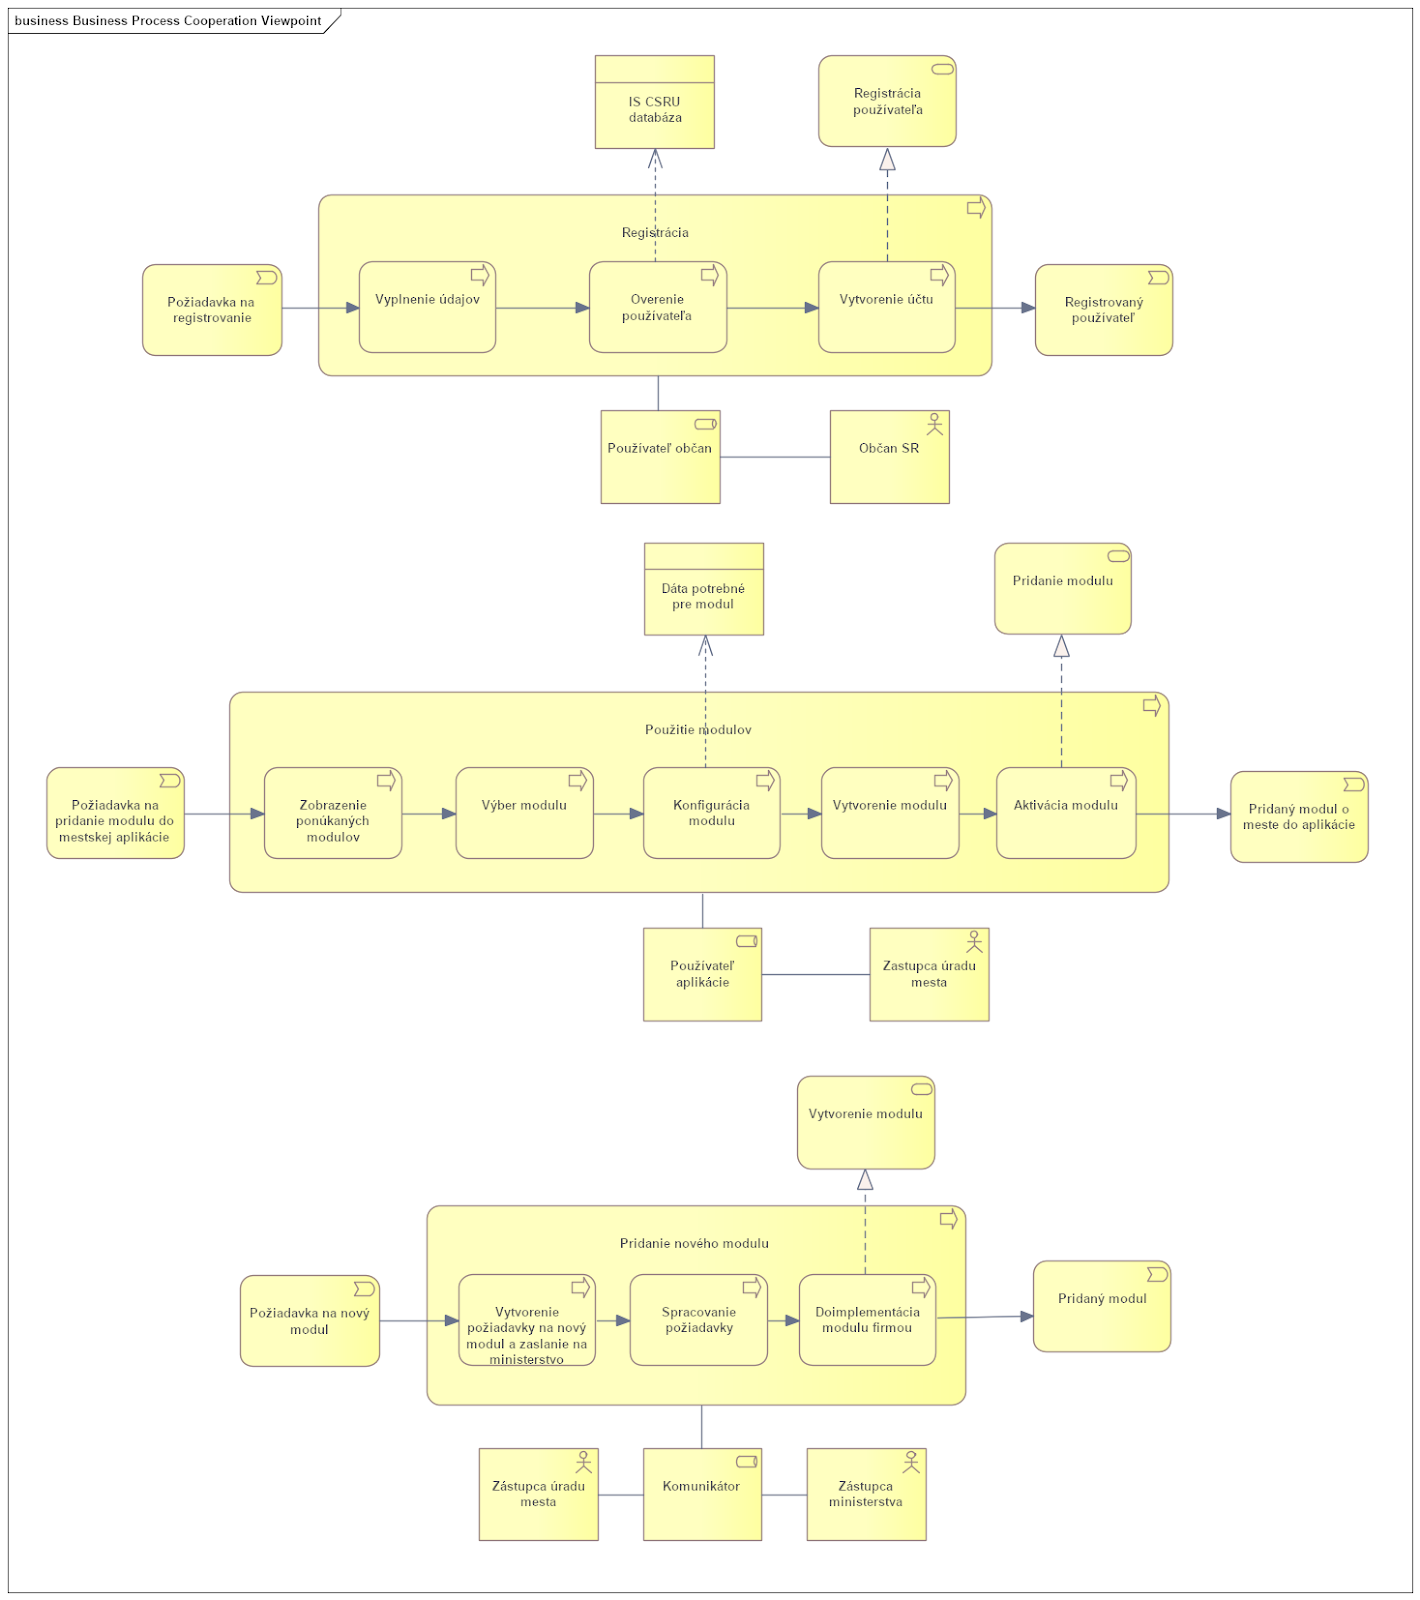 business Business Process Cooperation Viewpoint
IS CSRU
databáza
Registrácia
používateľa
Registrácia
Požiadavka na
registrovanie
Vyplnenie údajov
Overenie
používateľa
Vytvorenie účtu
Registrovaný
používateľ
Používateľ občan
Občan SR
Dáta potrebné
pre modul
Pridanie modulu
Použitie modulov
Požiadavka na
pridanie modulu do
mestskej aplikácie
Zobrazenie
ponúkaných
modulov
Výber modulu
Konfigurácia
modulu
Vytvorenie modulu
Aktivácia modulu
Pridaný modul o
meste do aplikácie
Používateľ
aplikácie
Zastupca úradu
mesta
Vytvorenie modulu
Pridanie nového modulu
Požiadavka na nový
modul
Vytvorenie
požiadavky na nový
modul a zaslanie na
ministerstvo
Spracovanie
požiadavky
Doimplementácia
modulu firmou
Pridaný modul
Zástupca úradu
mesta
Komunikátor
Zástupca
ministerstva